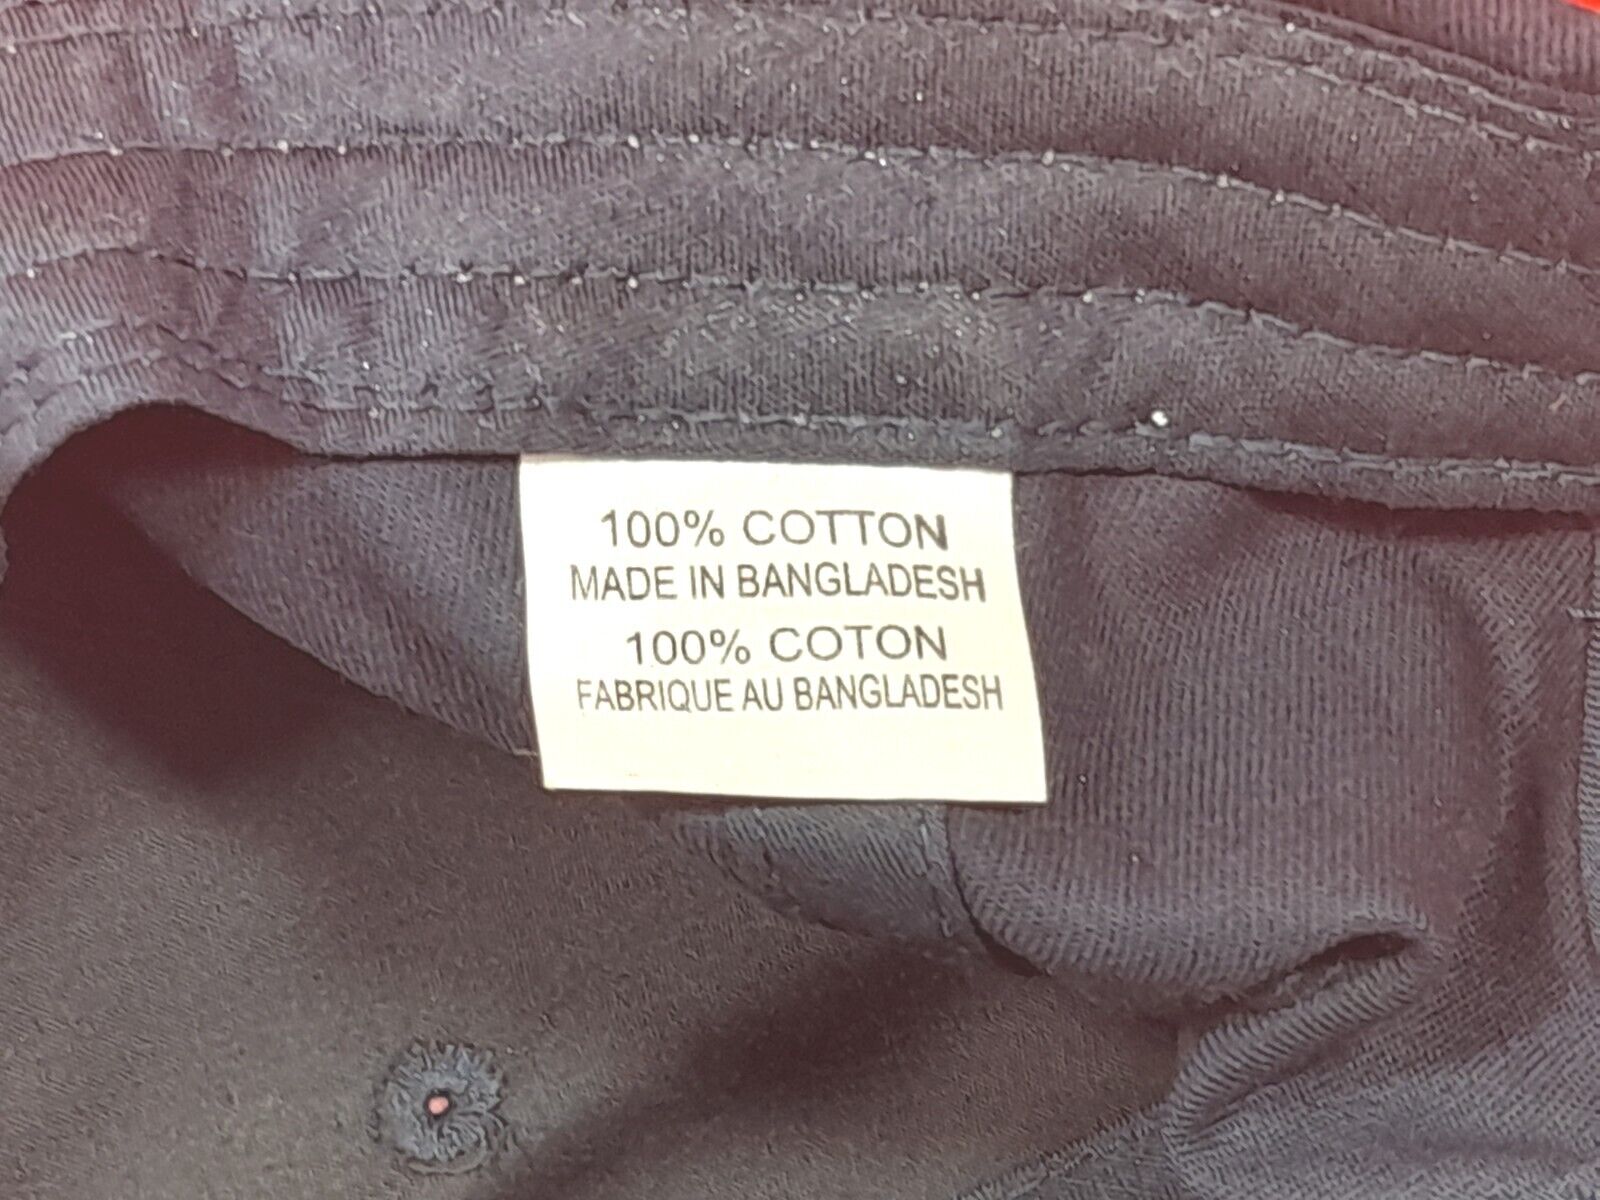 100% COTTON
MADE IN BANGLADESH
100% COTON
FABRIQUE AU BANGLADESH